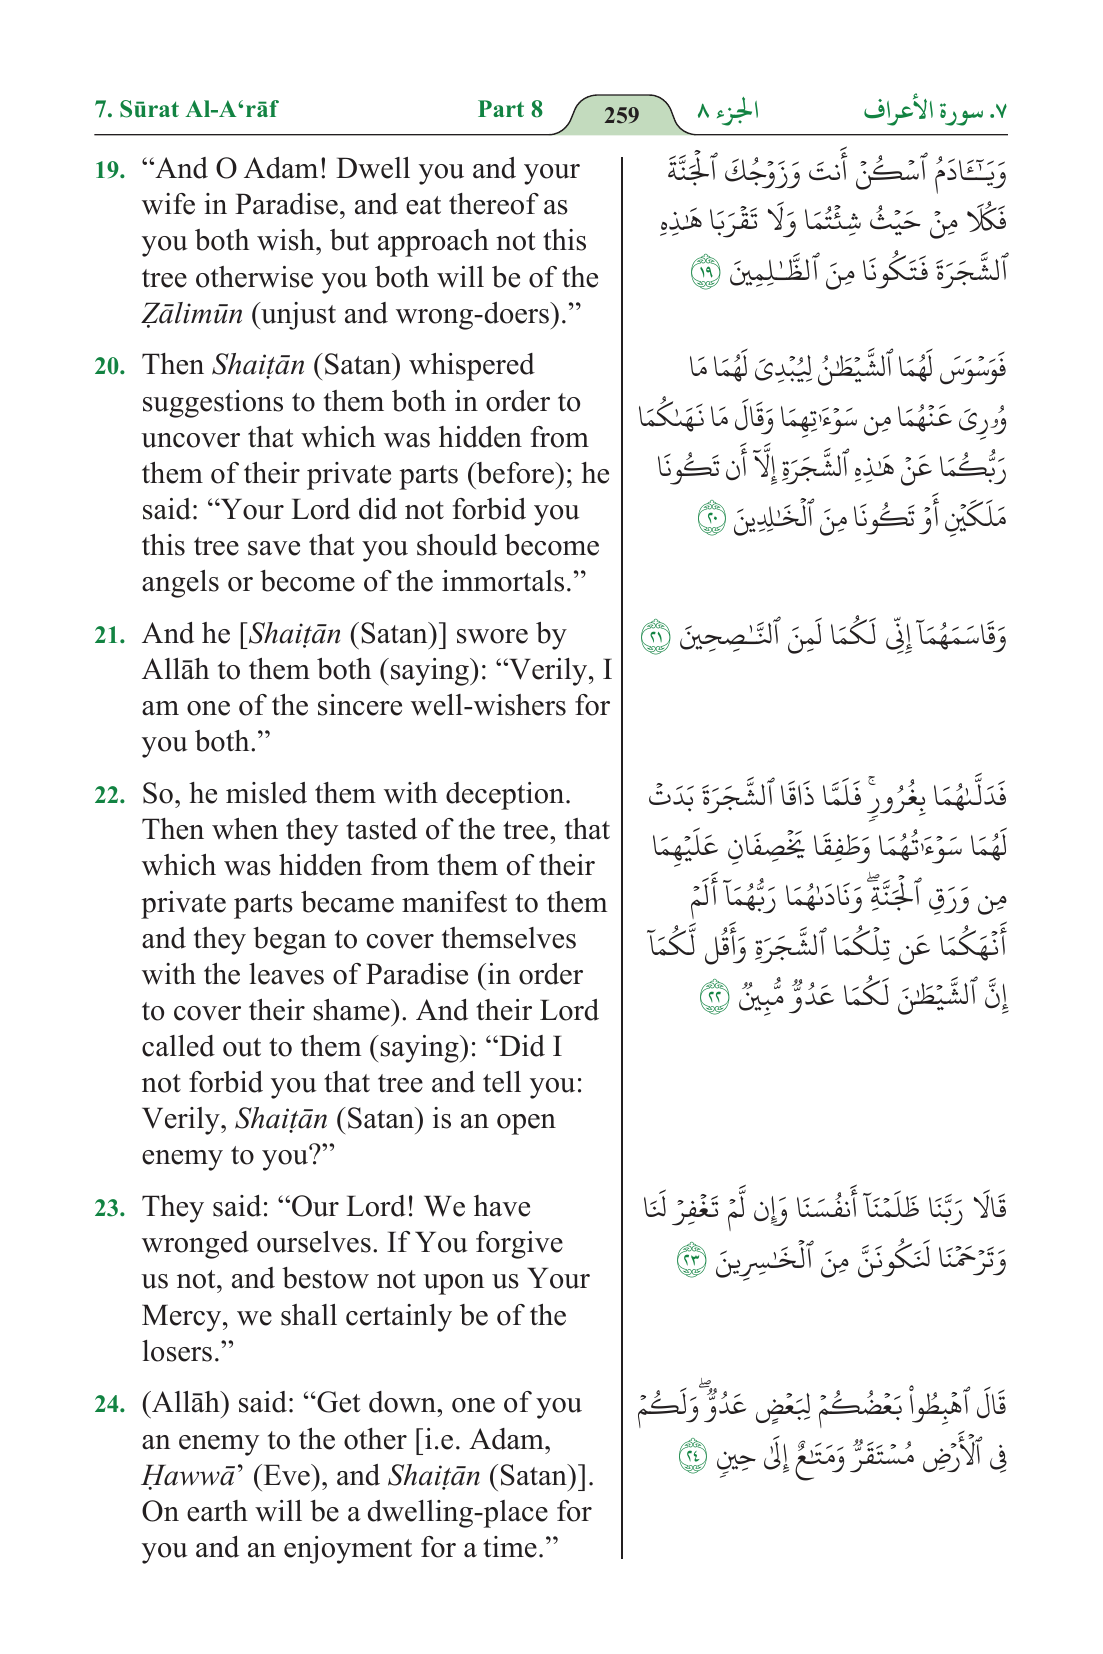 7. Sūrat Al-A‘rāf
Part 8
259
الجزء ٨
٧. سورة الأعراف
19. “And O Adam! Dwell you and your
wife in Paradise, and eat thereof as
you both wish, but approach not this
tree otherwise you both will be of the
Ẓālimūn (unjust and wrong-doers).”
وَيَـٰٓـَٔادَمُ ٱسۡكُنۡ أَنتَ وَزَوۡجُكَ ٱلۡجَنَّةَ
فَكُلَا مِنۡ حَيۡثُ شِئۡتُمَا وَلَا تَقۡرَبَا هَـٰذِهِ
ٱلشَّجَرَةَ فَتَكُونَا مِنَ ٱلظَّـٰلِمِينَ ١٩
20. Then Shaiṭān (Satan) whispered
suggestions to them both in order to
uncover that which was hidden from
them of their private parts (before); he
said: “Your Lord did not forbid you
this tree save that you should become
angels or become of the immortals.”
فَوَسۡوَسَ لَهُمَا ٱلشَّيۡطَـٰنُ لِيُبۡدِىَ لَهُمَا مَا
وُۥرِىَ عَنۡهُمَا مِن سَوۡءَٰتِهِمَا وَقَالَ مَا نَهَىٰكُمَا
رَبُّكُمَا عَنۡ هَـٰذِهِ ٱلشَّجَرَةِ إِلَّآ أَن تَكُونَا
مَلَكَيۡنِ أَوۡ تَكُونَا مِنَ ٱلۡخَـٰلِدِينَ ٢٠
21. And he [Shaiṭān (Satan)] swore by
Allāh to them both (saying): “Verily, I
am one of the sincere well-wishers for
you both.”
وَقَاسَمَهُمَآ إِنِّى لَكُمَا لَمِنَ ٱلنَّـٰصِحِينَ ٢١
22. So, he misled them with deception.
Then when they tasted of the tree, that
which was hidden from them of their
private parts became manifest to them
and they began to cover themselves
with the leaves of Paradise (in order
to cover their shame). And their Lord
called out to them (saying): “Did I
not forbid you that tree and tell you:
Verily, Shaiṭān (Satan) is an open
enemy to you?”
فَدَلَّىٰهُمَا بِغُرُورٍۚ فَلَمَّا ذَاقَا ٱلشَّجَرَةَ بَدَتۡ
لَهُمَا سَوۡءَٰتُهُمَا وَطَفِقَا يَخۡصِفَانِ عَلَيۡهِمَا
مِن وَرَقِ ٱلۡجَنَّةِۖ وَنَادَىٰهُمَا رَبُّهُمَآ أَلَمۡ
أَنۡهَكُمَا عَن تِلۡكُمَا ٱلشَّجَرَةِ وَأَقُل لَّكُمَآ
إِنَّ ٱلشَّيۡطَـٰنَ لَكُمَا عَدُوٌّ مُّبِينٌ ٢٢
23. They said: “Our Lord! We have
wronged ourselves. If You forgive
us not, and bestow not upon us Your
Mercy, we shall certainly be of the
losers.”
قَالَا رَبَّنَا ظَلَمۡنَآ أَنفُسَنَا وَإِن لَّمۡ تَغۡفِرۡ لَنَا
وَتَرۡحَمۡنَا لَنَكُونَنَّ مِنَ ٱلۡخَـٰسِرِينَ ٢٣
24. (Allāh) said: “Get down, one of you
an enemy to the other [i.e. Adam,
Ḥawwā’ (Eve), and Shaiṭān (Satan)].
On earth will be a dwelling-place for
you and an enjoyment for a time.”
قَالَ ٱهۡبِطُواْ بَعۡضُكُمۡ لِبَعۡضٍ عَدُوٌّۖ وَلَكُمۡ
فِى ٱلۡأَرۡضِ مُسۡتَقَرٌّ وَمَتَـٰعٌ إِلَىٰ حِينٍ ٢٤